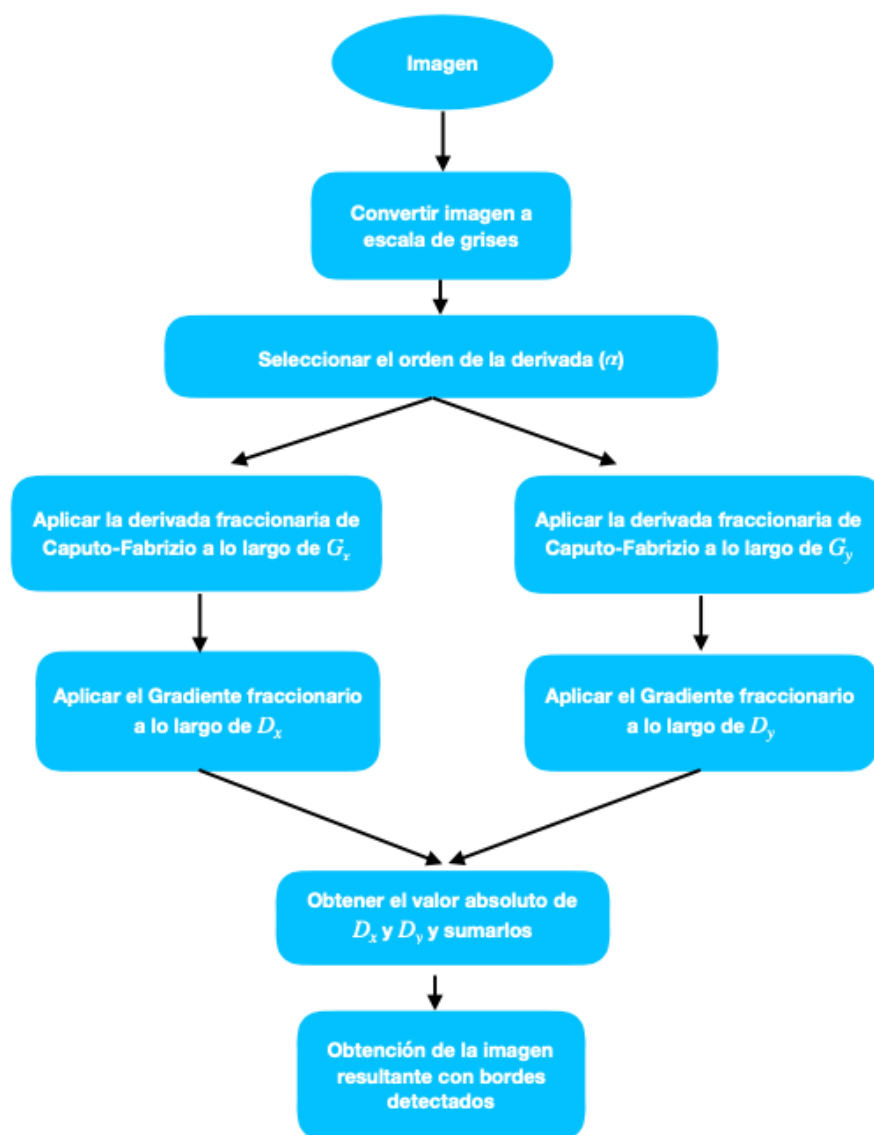 Imagen
Convertir imagen a
escala de grises
Seleccionar el orden de la derivada (α)
Aplicar la derivada fraccionaria de
Caputo-Fabrizio a lo largo de Gₓ
Aplicar la derivada fraccionaria de
Caputo-Fabrizio a lo largo de G_y
Aplicar el Gradiente fraccionario
a lo largo de Dₓ
Aplicar el Gradiente fraccionario
a lo largo de D_y
Obtener el valor absoluto de
Dₓ y D_y y sumarlos
Obtención de la imagen
resultante con bordes
detectados